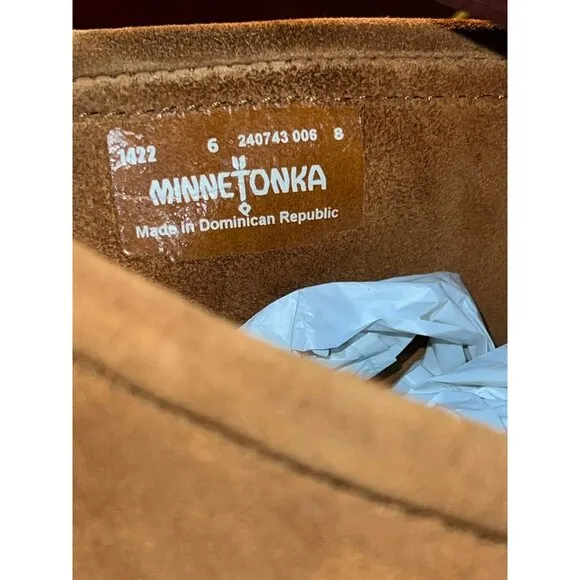 1422 6 240743 006 8
MINNETONKA
Made in Dominican Republic